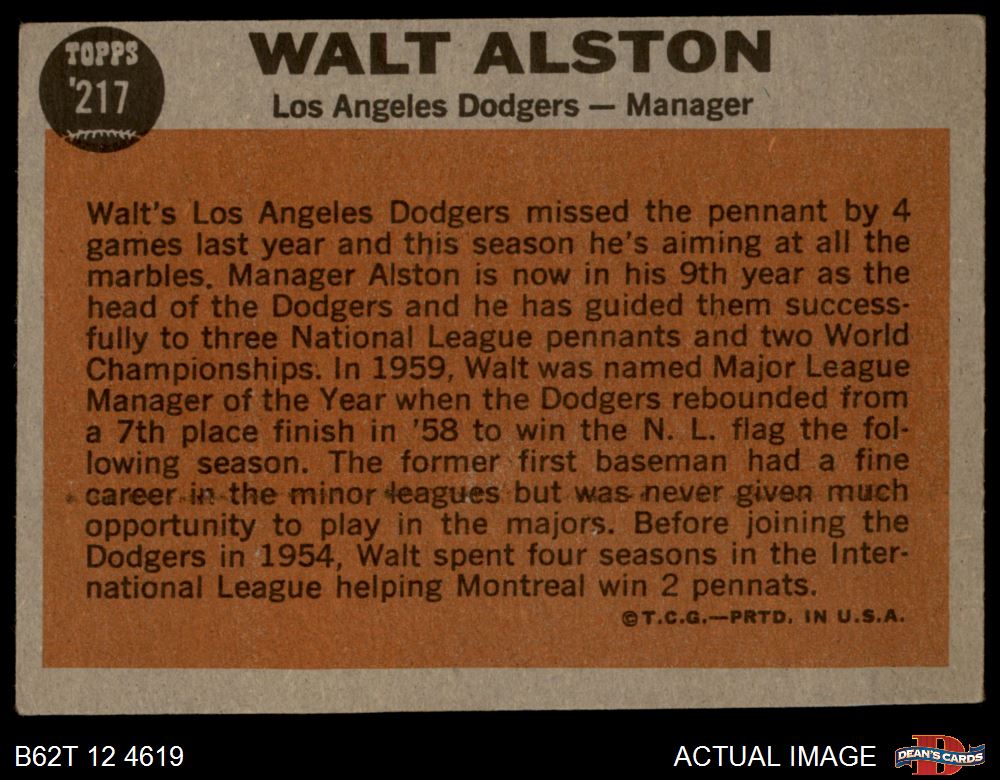 TOPPS
'217
WALT ALSTON
Los Angeles Dodgers — Manager
Walt's Los Angeles Dodgers missed the pennant by 4
games last year and this season he's aiming at all the
marbles. Manager Alston is now in his 9th year as the
head of the Dodgers and he has guided them success-
fully to three National League pennants and two World
Championships. In 1959, Walt was named Major League
Manager of the Year when the Dodgers rebounded from
a 7th place finish in '58 to win the N. L. flag the fol-
lowing season. The former first baseman had a fine
career in the minor leagues but was never given much
opportunity to play in the majors. Before joining the
Dodgers in 1954, Walt spent four seasons in the Inter-
national League helping Montreal win 2 pennats.
©T.C.G.—PRTD. IN U.S.A.
B62T 12 4619
ACTUAL IMAGE
D
DEAN'S CARDS